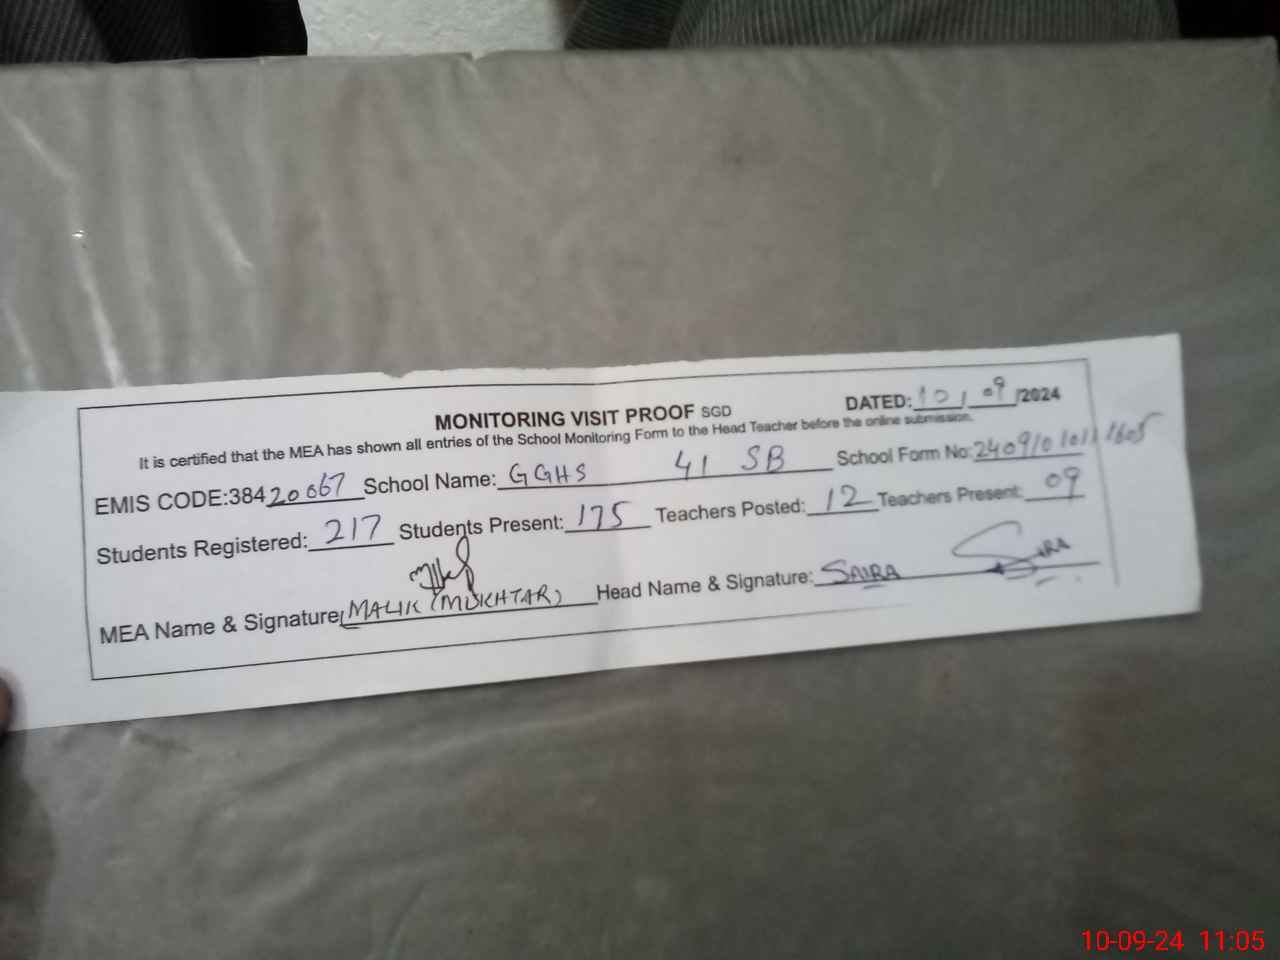 MONITORING VISIT PROOF SGD DATED: 10/09/2024
It is certified that the MEA has shown all entries of the School Monitoring Form to the Head Teacher before the online submission.
EMIS CODE:38420067 School Name: GGHS 41 SB School Form No: 2409101011605
Students Registered: 217 Students Present: 175 Teachers Posted: 12 Teachers Present: 09
MEA Name & Signature MALIK (MUKHTAR) Head Name & Signature: SAIRA SAIRA
10-09-24 11:05